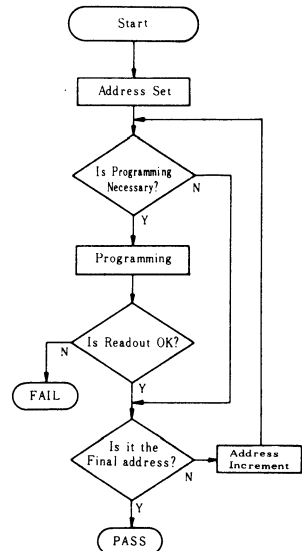 Start
Address Set
Is Programming
Necessary?
N
Y
Programming
Is Readout OK?
N
Y
FAIL
Is it the
Final address?
N
Address
Increment
Y
PASS